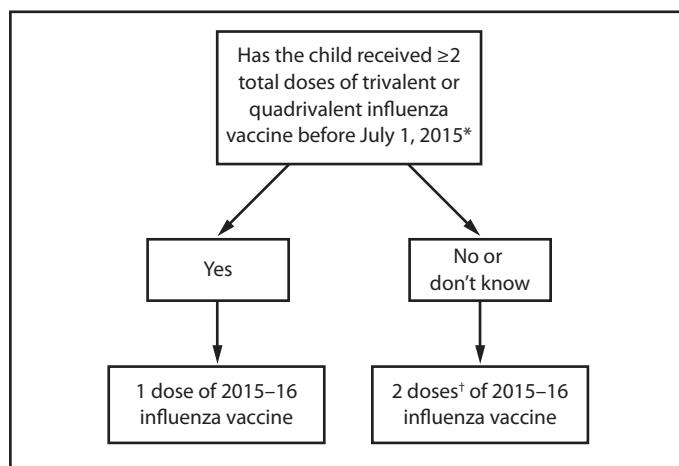 Has the child received ≥2
total doses of trivalent or
quadrivalent influenza
vaccine before July 1, 2015*
Yes
No or
don’t know
1 dose of 2015–16
influenza vaccine
2 doses† of 2015–16
influenza vaccine